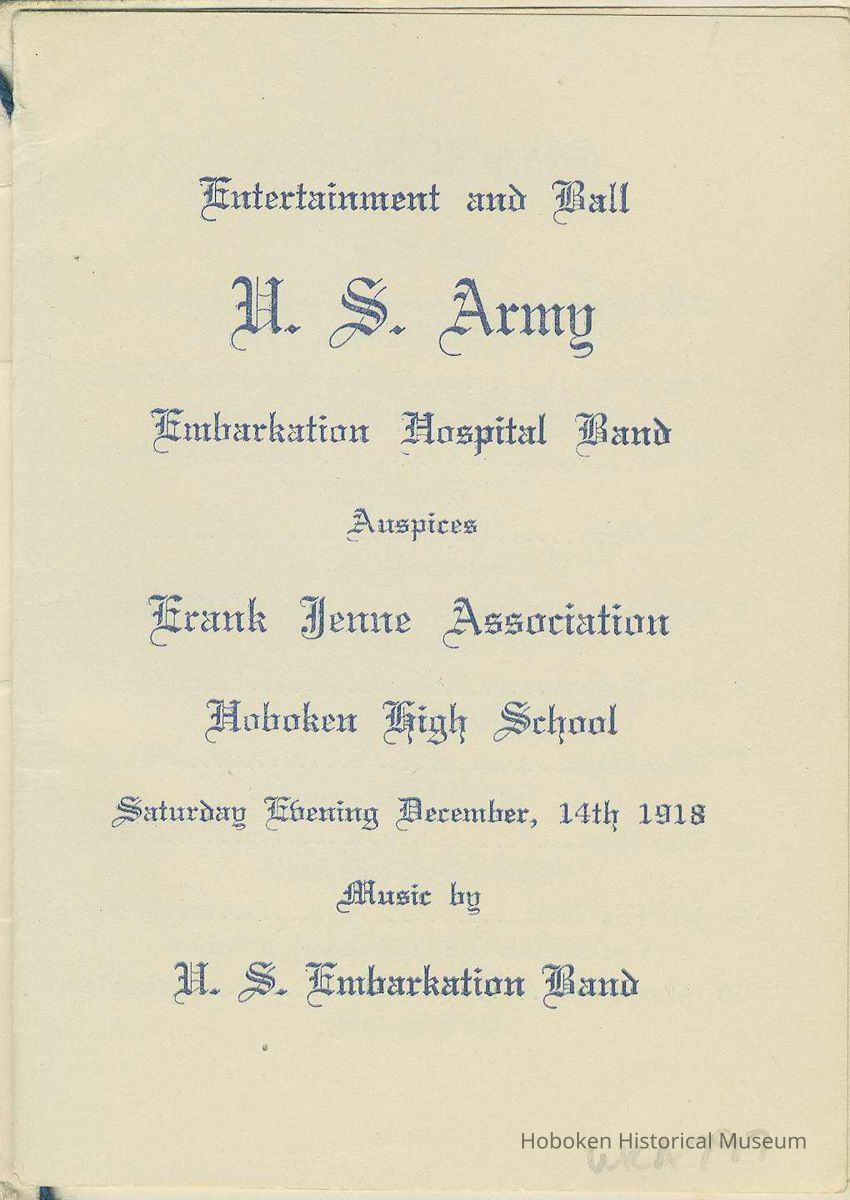 Entertainment and Ball
U. S. Army
Embarkation Hospital Band
Auspices
Erank Jenne Association
Hoboken High School
Saturday Evening December, 14th 1918
Music by
U. S. Embarkation Band
Hoboken Historical Museum